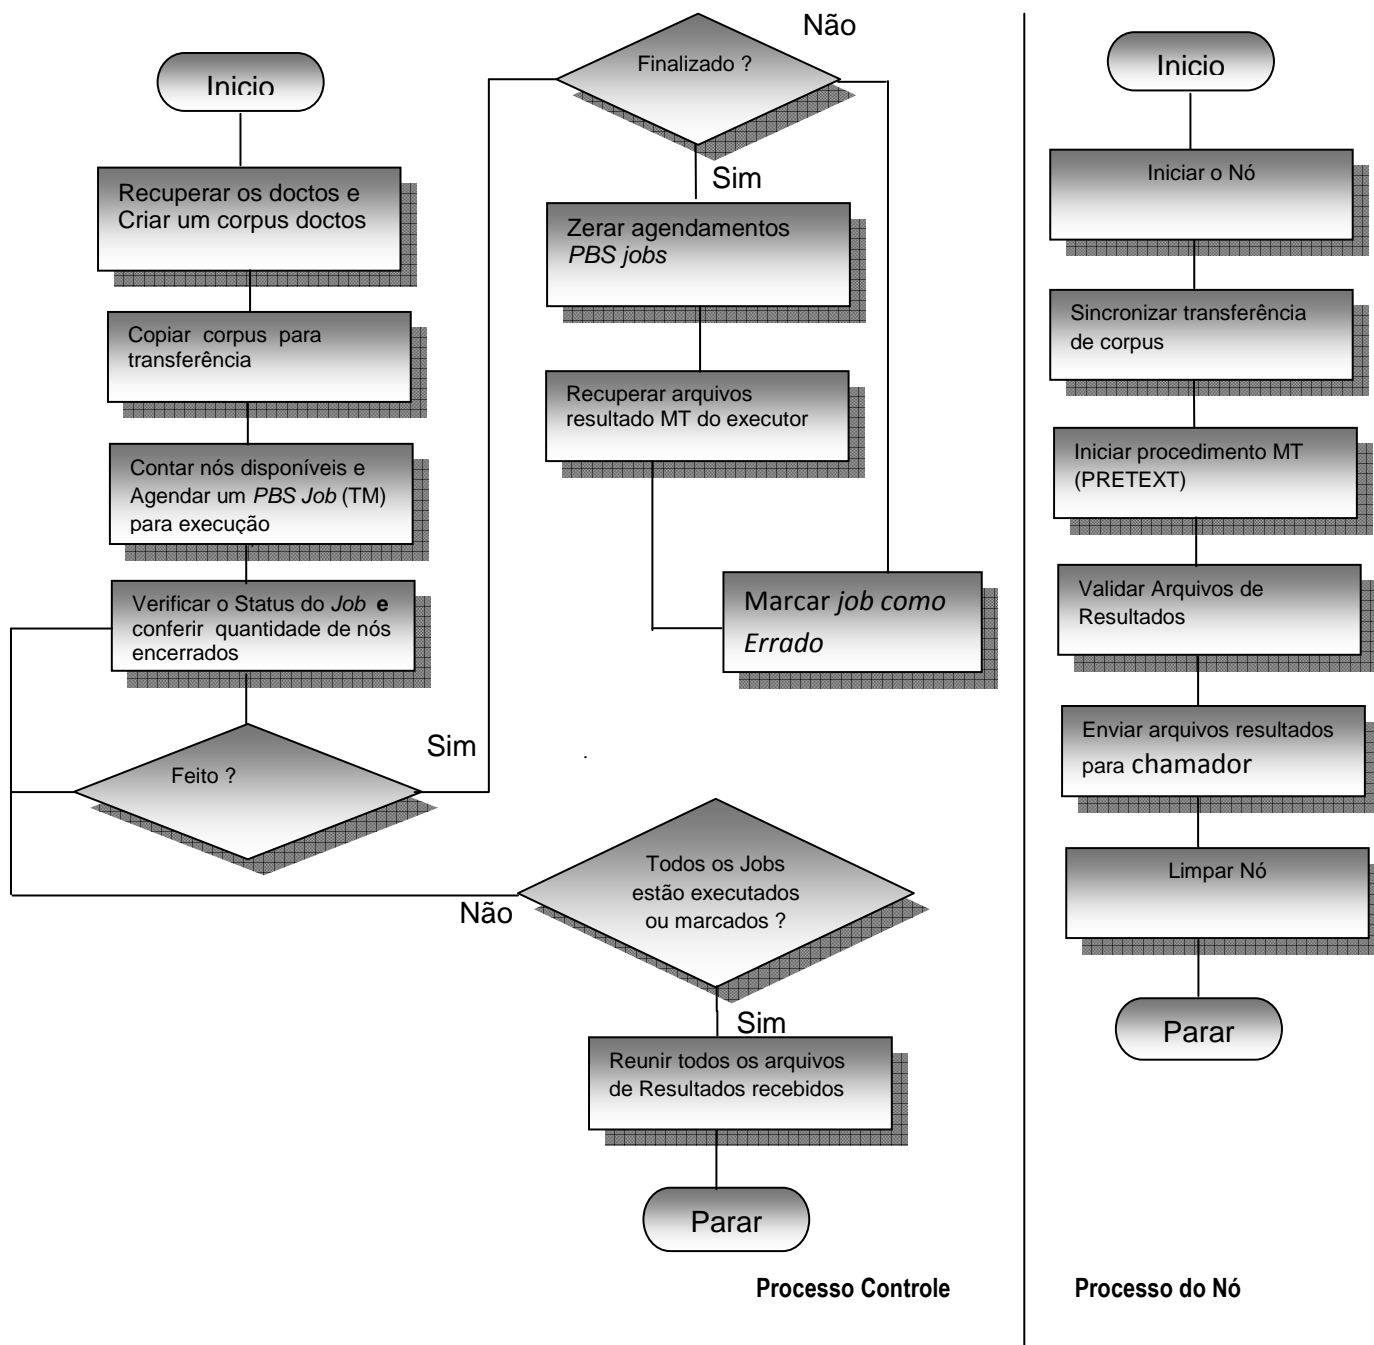 Inicio
Recuperar os doctos e
Criar um corpus doctos
Copiar corpus para
transferência
Contar nós disponíveis e
Agendar um PBS Job (TM)
para execução
Verificar o Status do Job e
conferir quantidade de nós
encerrados
Feito ?
Sim
Finalizado ?
Não
Sim
Zerar agendamentos
PBS jobs
Recuperar arquivos
resultado MT do executor
Marcar job como
Errado
.
Todos os Jobs
estão executados
ou marcados ?
Não
Sim
Reunir todos os arquivos
de Resultados recebidos
Parar
Processo Controle
Inicio
Iniciar o Nó
Sincronizar transferência
de corpus
Iniciar procedimento MT
(PRETEXT)
Validar Arquivos de
Resultados
Enviar arquivos resultados
para chamador
Limpar Nó
Parar
Processo do Nó